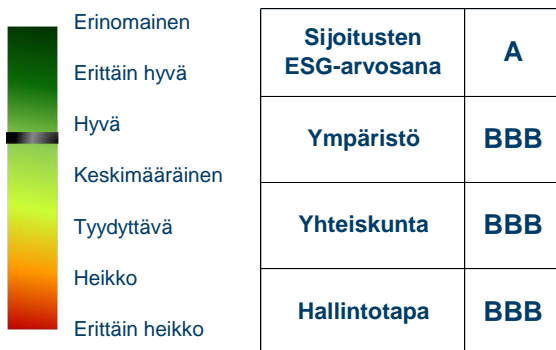 Erinomainen
Erittäin hyvä
Hyvä
Keskimääräinen
Tyydyttävä
Heikko
Erittäin heikko
Sijoitusten
ESG-arvosana
A
Ympäristö
BBB
Yhteiskunta
BBB
Hallintotapa
BBB